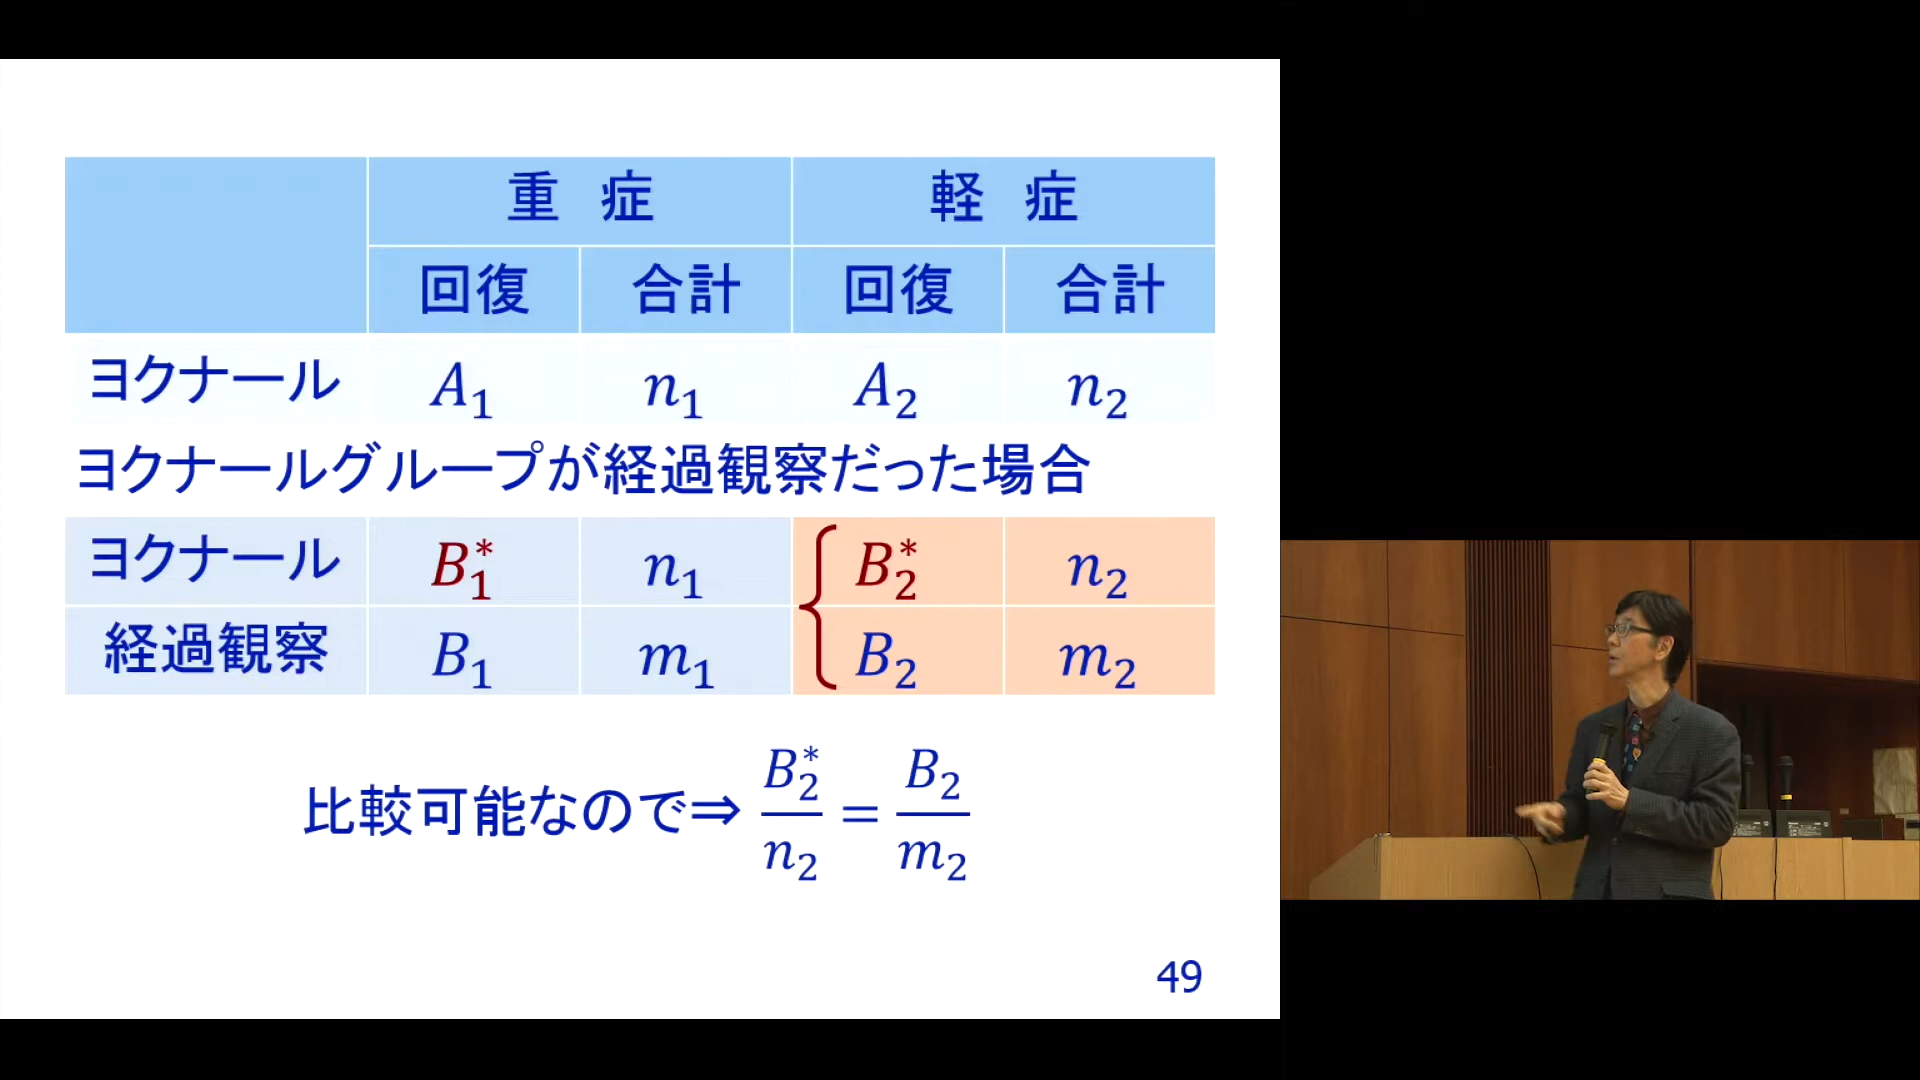 重 症 軽 症
回復 合計 回復 合計
ヨクナール A₁ n₁ A₂ n₂
ヨクナールグループが経過観察だった場合
ヨクナール B₁* n₁ B₂* n₂
経過観察 B₁ m₁ B₂ m₂
比較可能なので⇒ B₂*/n₂ = B₂/m₂
49